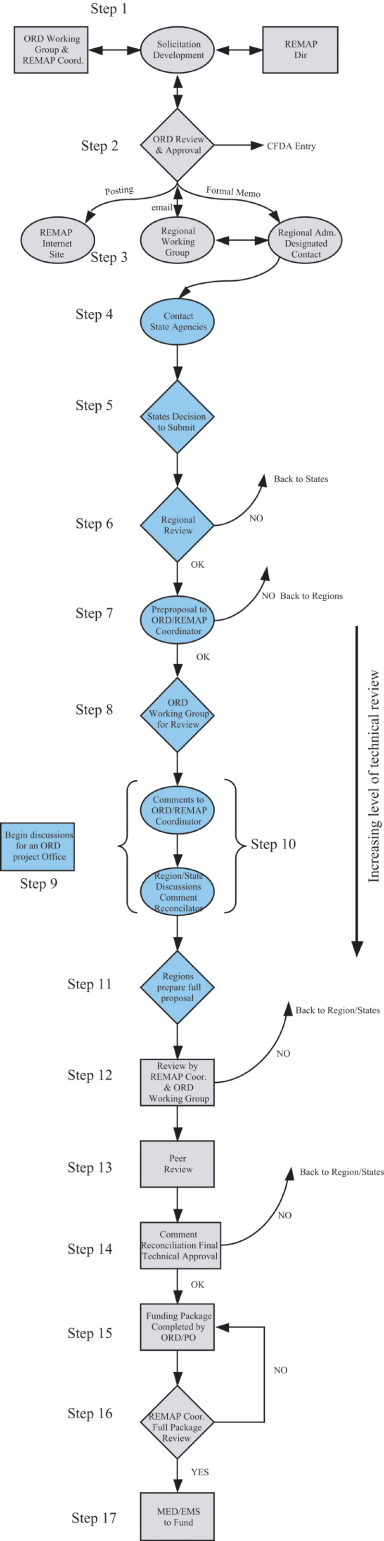 Step 1
ORD Working
Group &
REMAP Coord.
Solicitation
Development
REMAP
Dir
Step 2
ORD Review
& Approval
CFDA Entry
Posting
email
Formal Memo
REMAP
Internet
Site
Step 3
Regional
Working
Group
Regional Adm.
Designated
Contact
Step 4
Contact
State Agencies
Step 5
States Decision
to Submit
Step 6
Regional
Review
Back to States
NO
OK
Step 7
Preproposal to
ORD/REMAP
Coordinator
NO Back to Regions
OK
Step 8
ORD
Working Group
for Review
Increasing level of technical review
Comments to
ORD/REMAP
Coordinator
Begin discussions
for an ORD
project Office
Step 9
Step 10
Region/State
Discussions
Comment
Reconcilator
Step 11
Regions
prepare full
proposal
Back to Region/States
NO
Step 12
Review by
REMAP Coor.
& ORD
Working Group
Step 13
Peer
Review
Back to Region/States
NO
Step 14
Comment
Reconciliation Final
Technical Approval
OK
Step 15
Funding Package
Completed by
ORD/PO
NO
Step 16
REMAP Coor.
Full Package
Review
YES
Step 17
MED/EMS
to Fund